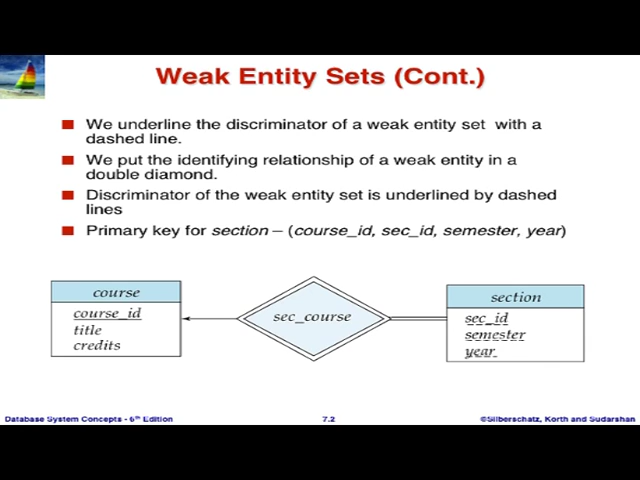 Weak Entity Sets (Cont.)
We underline the discriminator of a weak entity set with a
dashed line.
We put the identifying relationship of a weak entity in a
double diamond.
Discriminator of the weak entity set is underlined by dashed
lines
Primary key for section – (course_id, sec_id, semester, year)
course
course_id
title
credits
sec_course
section
sec_id
semester
year
Database System Concepts - 6th Edition
7.2
©Silberschatz, Korth and Sudarshan